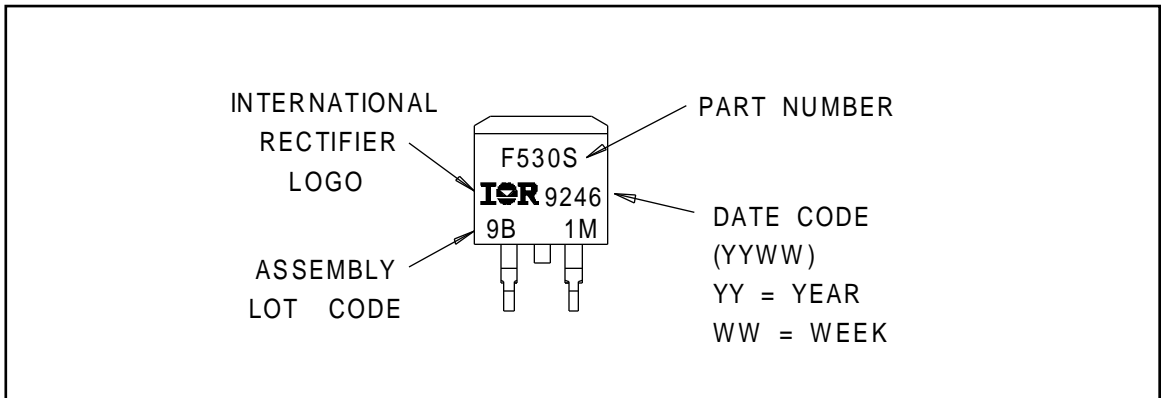 INTERNATIONAL
RECTIFIER
LOGO
ASSEMBLY
LOT CODE
F530S
IOR 9246
9B 1M
PART NUMBER
DATE CODE
(YYWW)
YY = YEAR
WW = WEEK